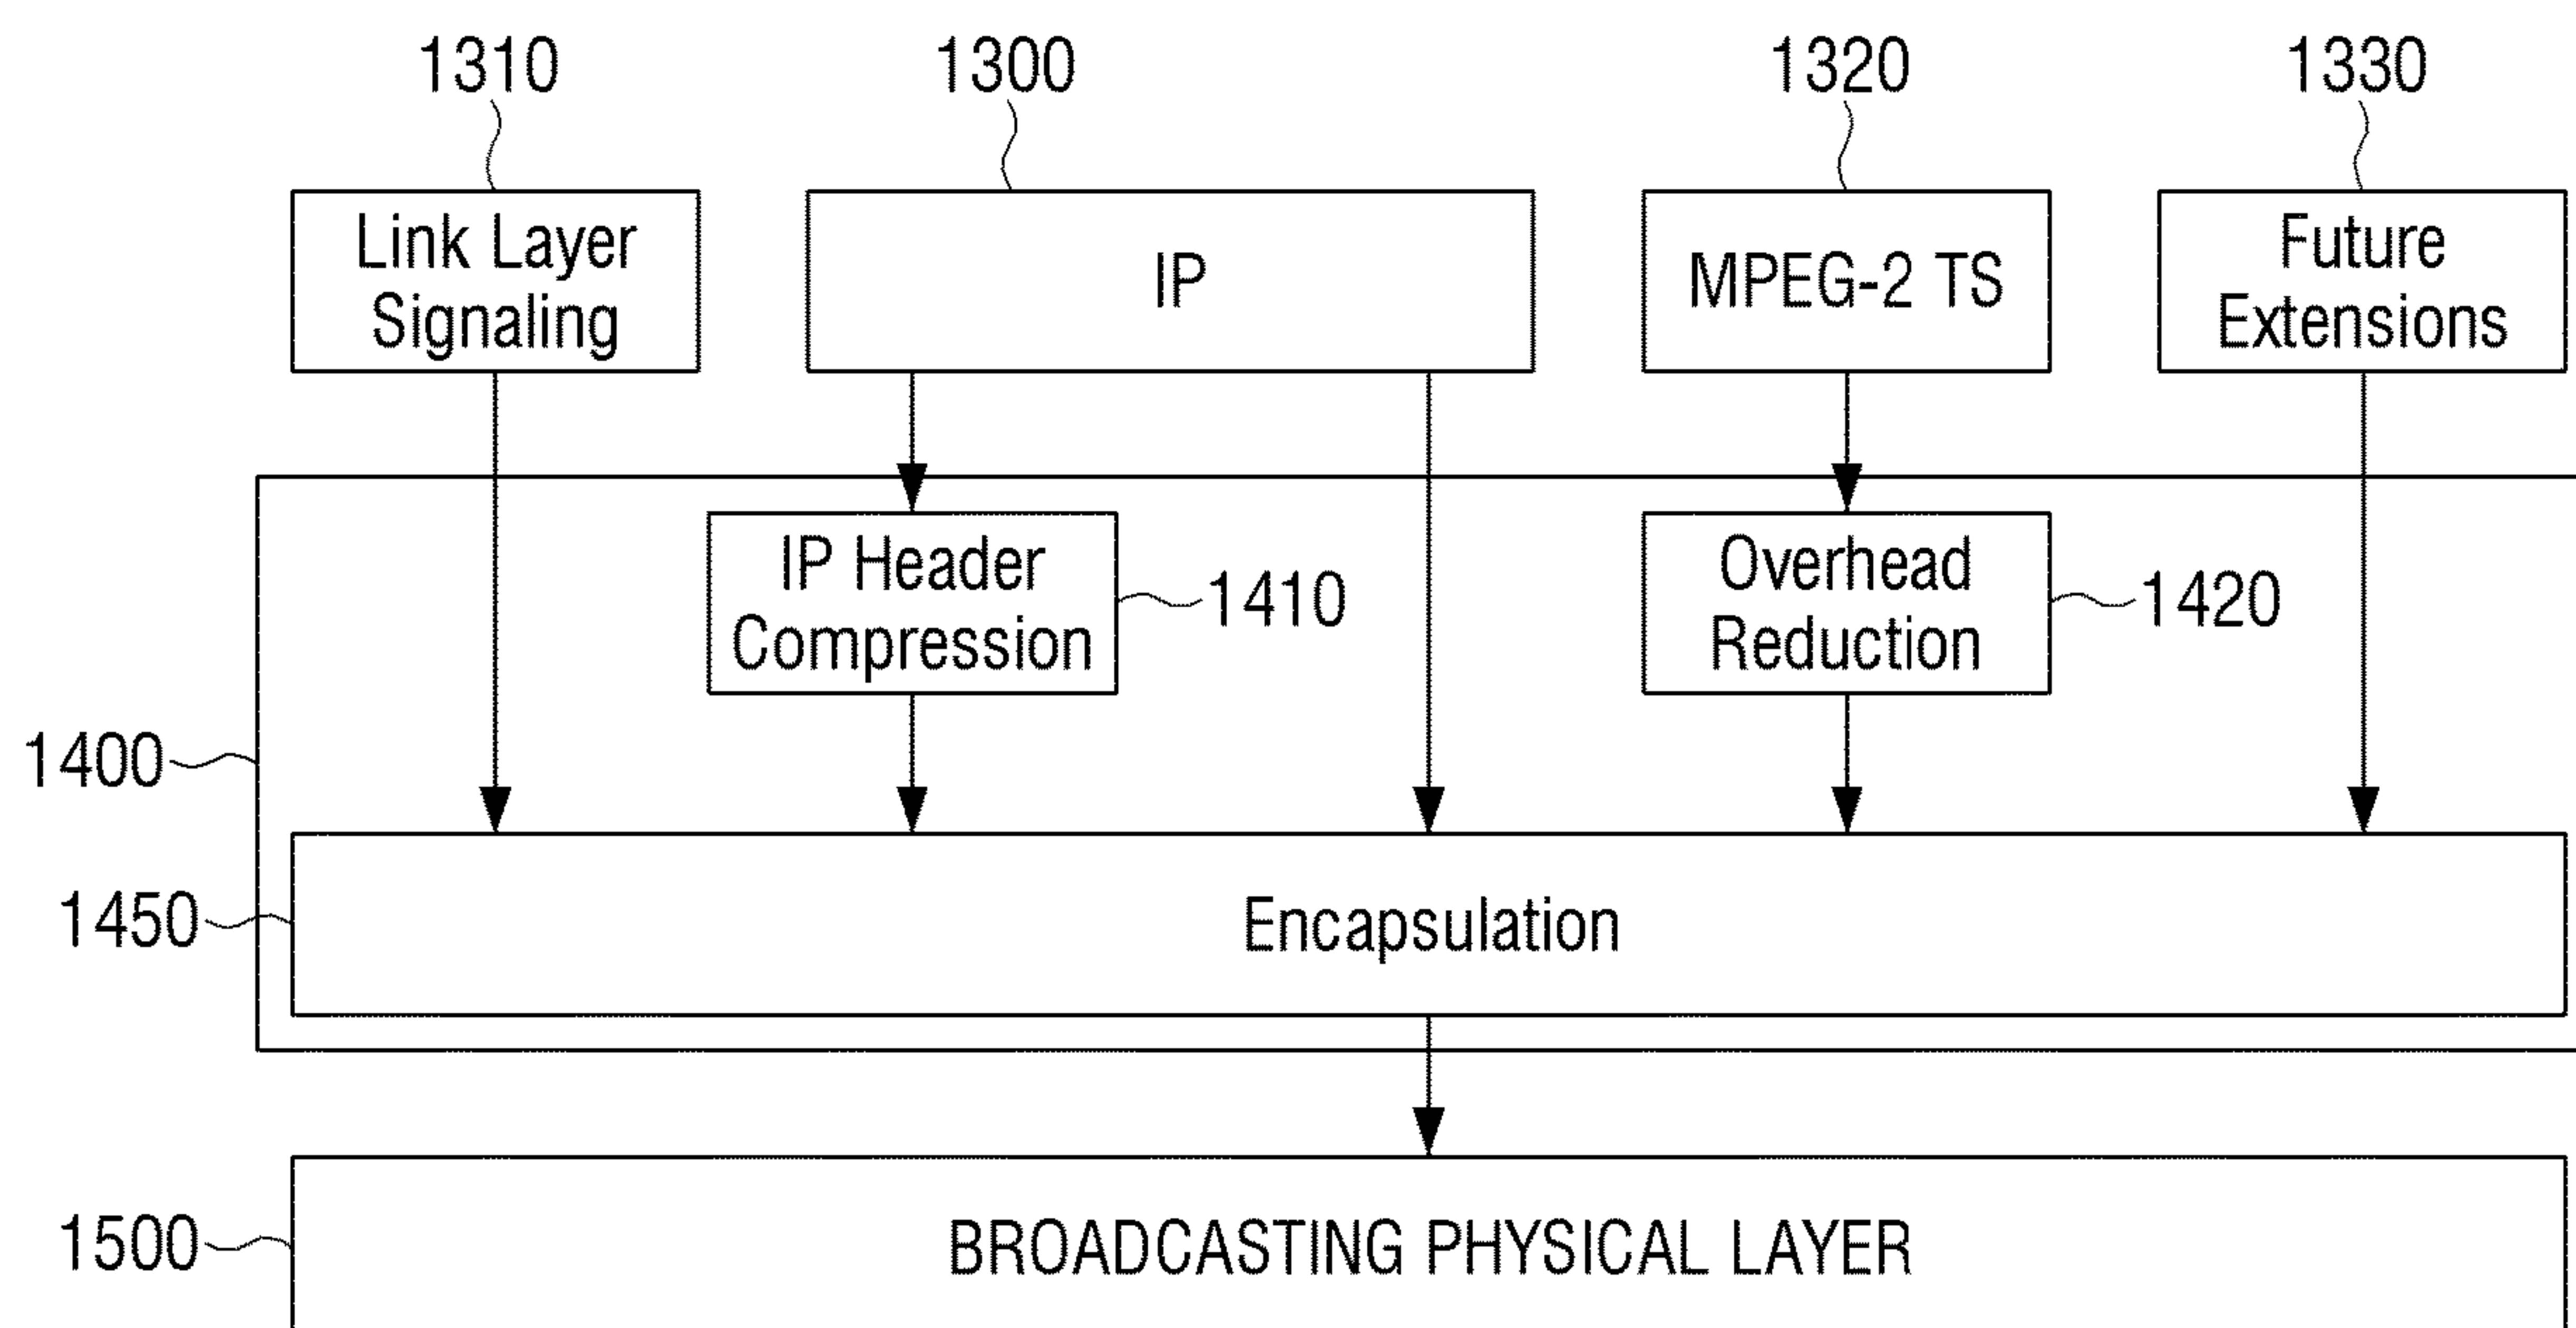 1310
1300
1320
1330
Link Layer
Signaling
IP
MPEG-2 TS
Future
Extensions
IP Header
Compression
1410
Overhead
Reduction
1420
1400
1450
Encapsulation
1500
BROADCASTING PHYSICAL LAYER